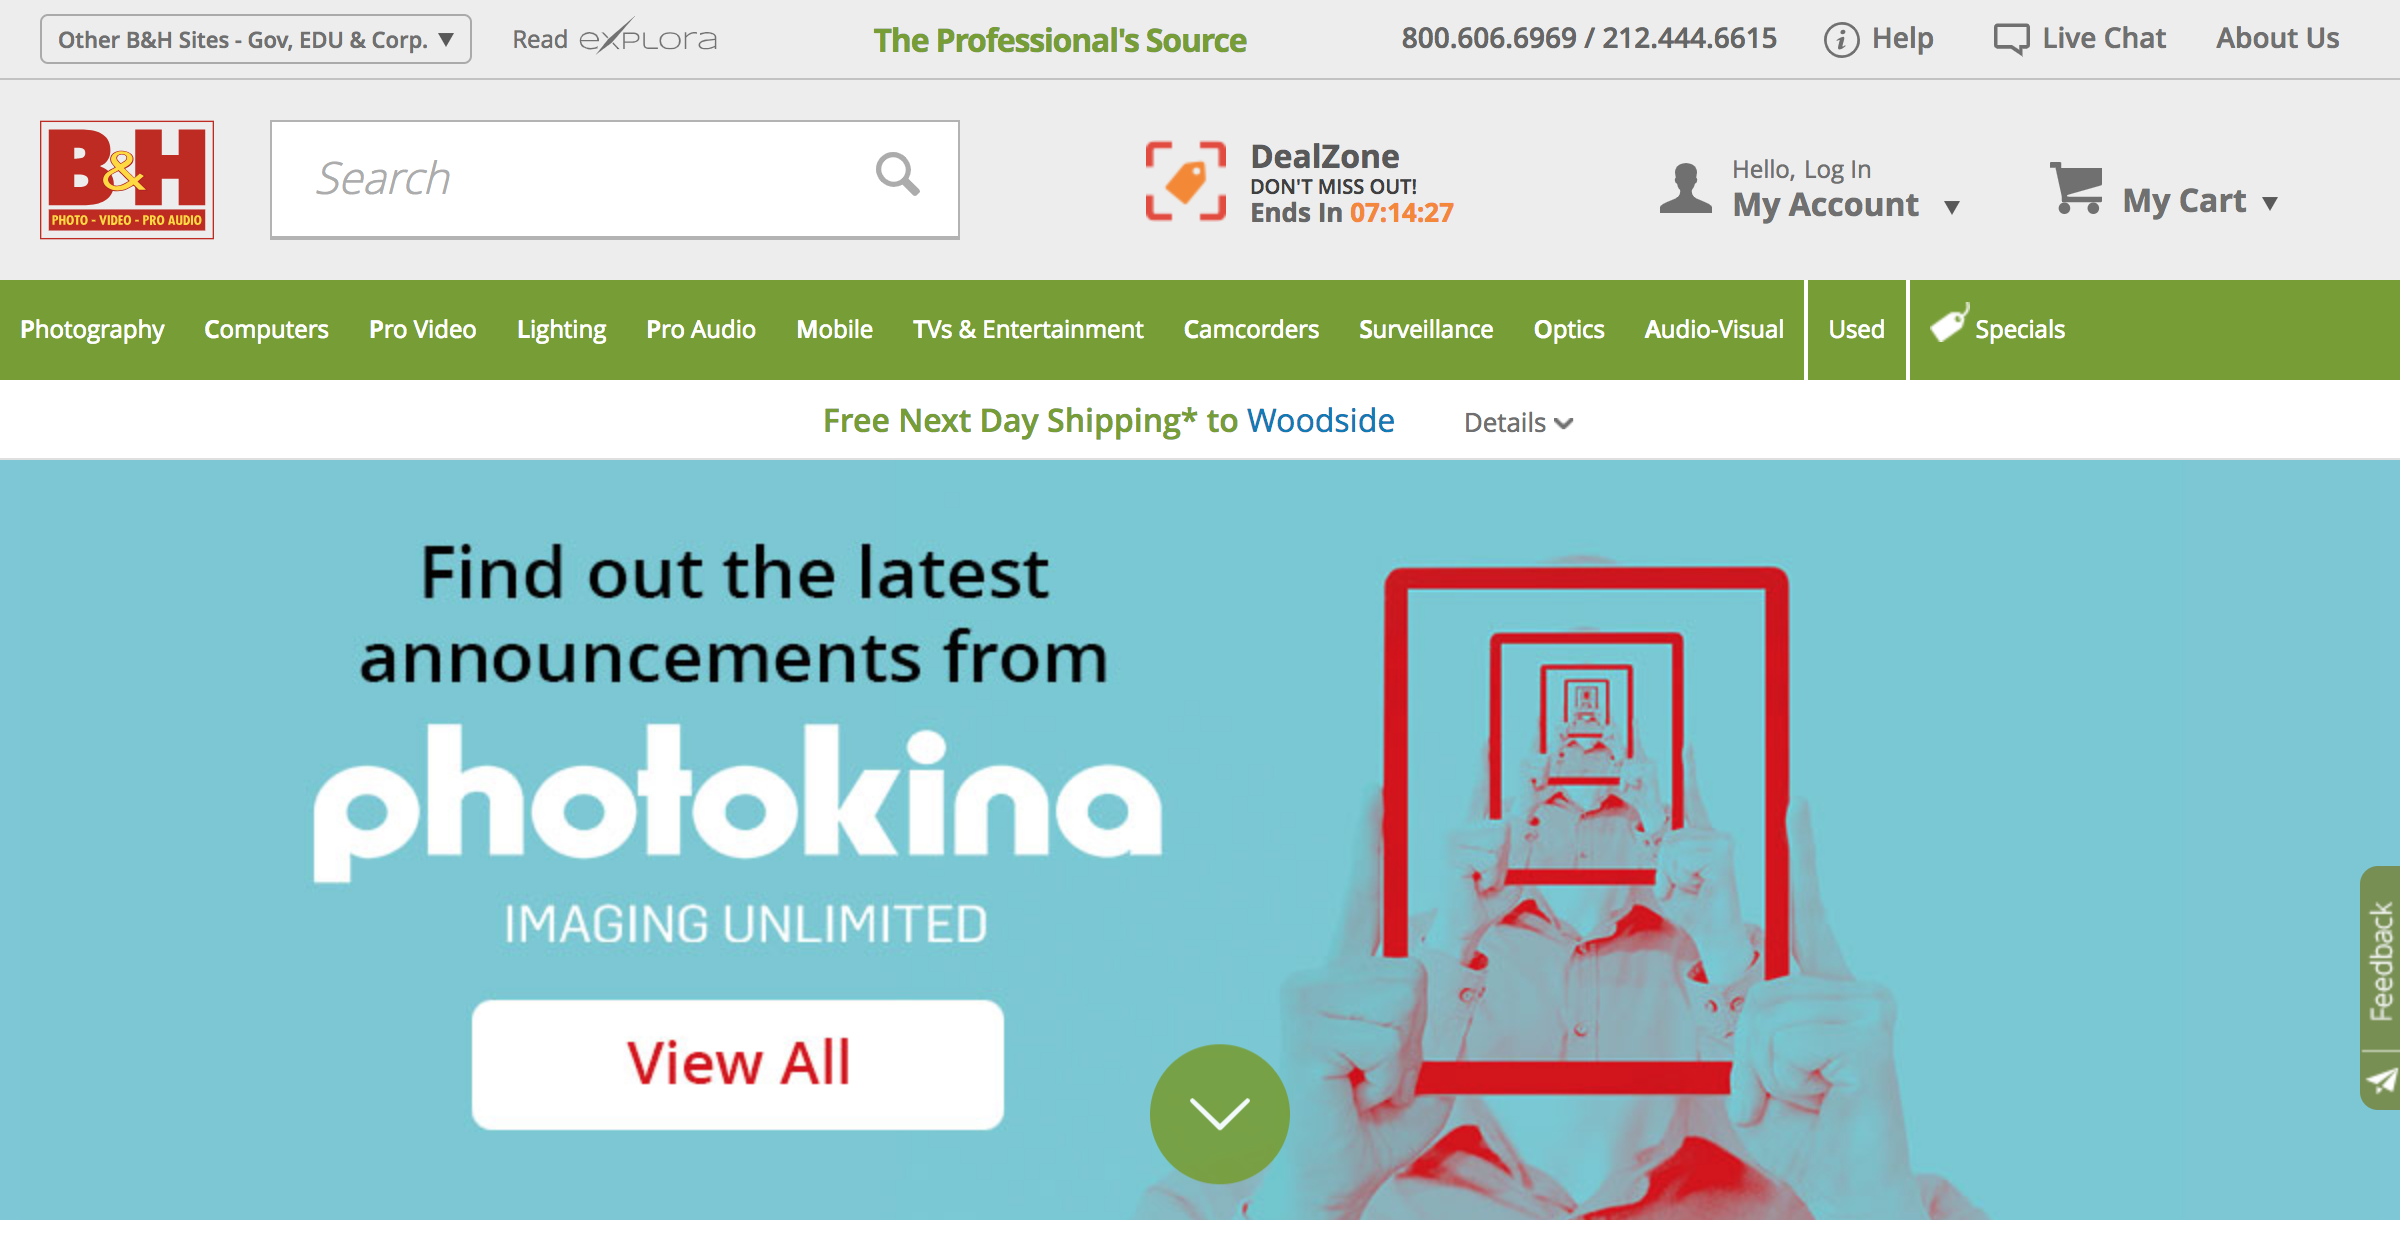 Other B&H Sites - Gov, EDU & Corp. ▼
Read eXPLORA
The Professional's Source
800.606.6969 / 212.444.6615
Help
Live Chat
About Us
B&H
PHOTO - VIDEO - PRO AUDIO
Search
DealZone
DON'T MISS OUT!
Ends In 07:14:27
Hello, Log In
My Account ▼
My Cart ▼
Photography Computers Pro Video Lighting Pro Audio Mobile TVs & Entertainment Camcorders Surveillance Optics Audio-Visual Used Specials
Free Next Day Shipping* to Woodside Details
Find out the latest
announcements from
photokina
IMAGING UNLIMITED
View All
Feedback